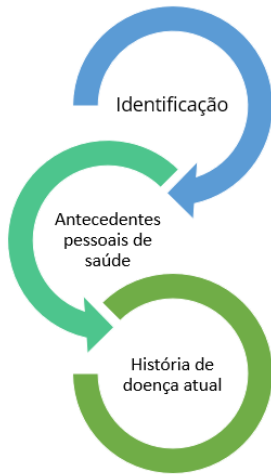 Identificação
Antecedentes
pessoais de
saúde
História de
doença atual